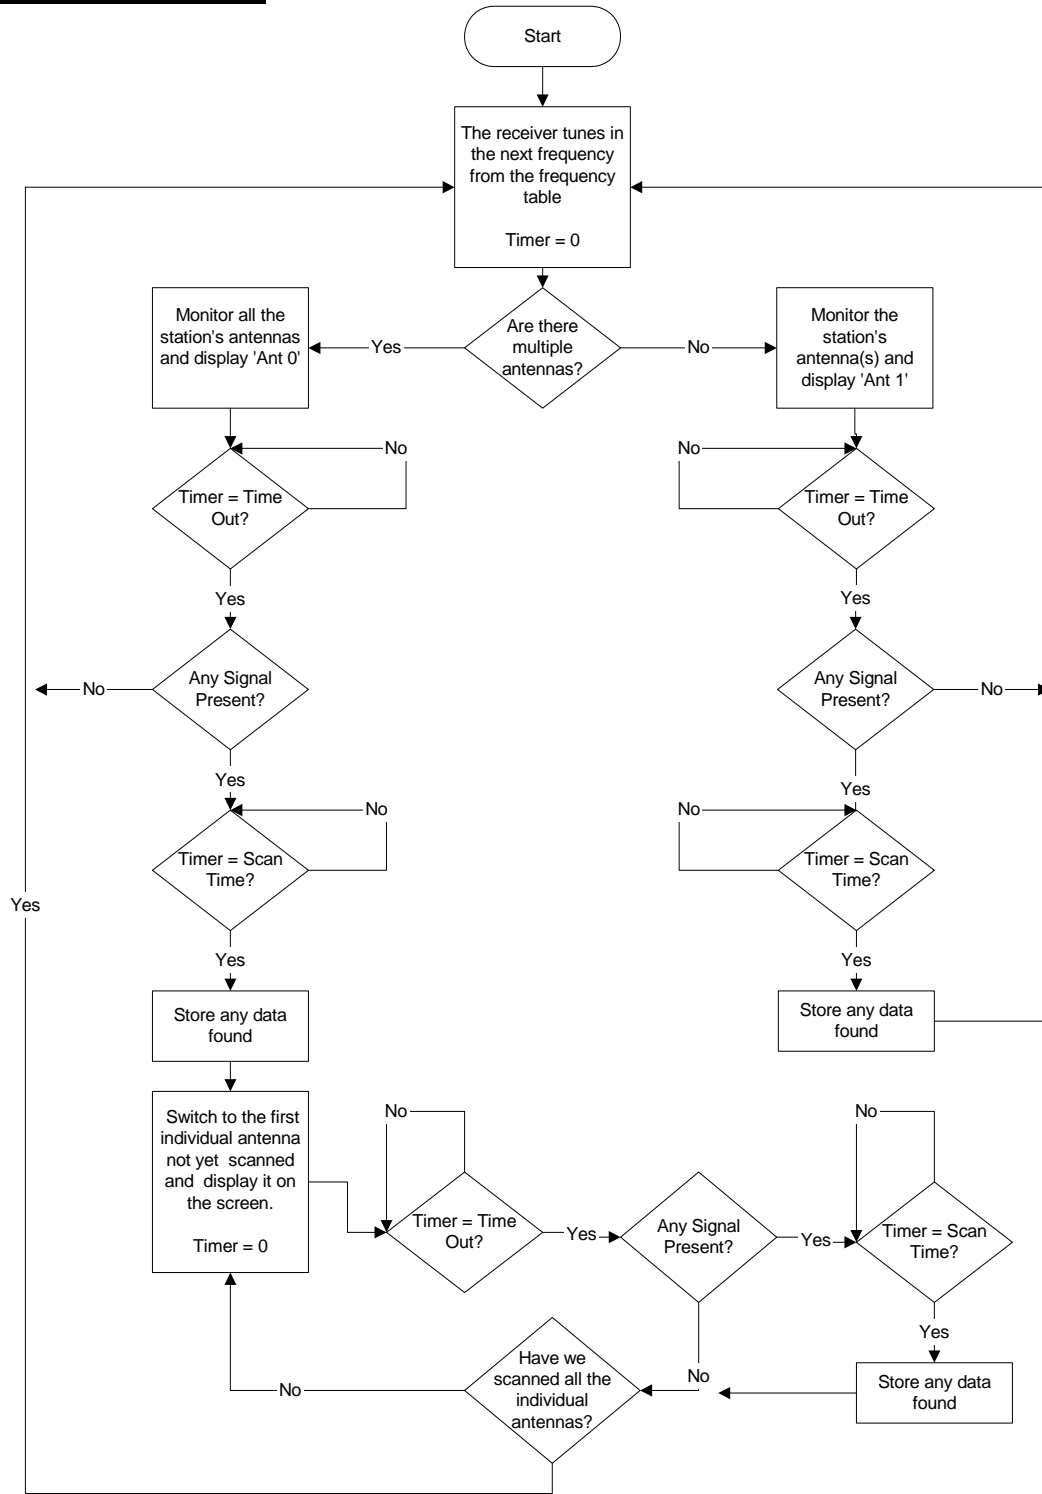 Start
The receiver tunes in
the next frequency
from the frequency
table
Timer = 0
Are there
multiple
antennas?
Yes
No
Monitor all the
station's antennas
and display 'Ant 0'
Monitor the
station's
antenna(s) and
display 'Ant 1'
No
No
Timer = Time
Out?
Timer = Time
Out?
Yes
Yes
Any Signal
Present?
No
Any Signal
Present?
No
Yes
Yes
No
No
Timer = Scan
Time?
Timer = Scan
Time?
Yes
Yes
Yes
Store any data
found
Store any data
found
Switch to the first
individual antenna
not yet scanned
and display it on
the screen.
Timer = 0
No
Timer = Time
Out?
Yes
Any Signal
Present?
Yes
No
Timer = Scan
Time?
Yes
No
Store any data
found
Have we
scanned all the
individual
antennas?
No